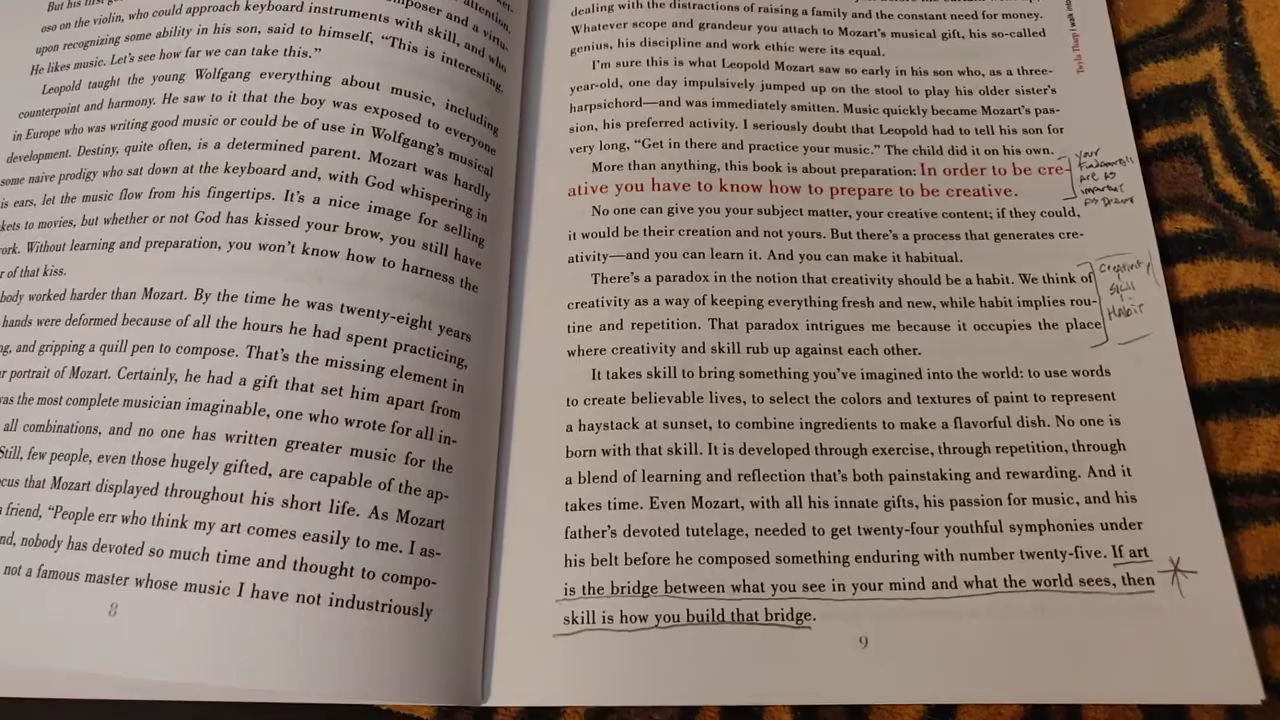 But his first
mposer and a virtu-
oso on the violin, who could approach keyboard instruments with skill, and who
upon recognizing some ability in his son, said to himself, “This is interesting.
He likes music. Let’s see how far we can take this.”
Leopold taught the young Wolfgang everything about music, including
counterpoint and harmony. He saw to it that the boy was exposed to everyone
in Europe who was writing good music or could be of use in Wolfgang’s musical
development. Destiny, quite often, is a determined parent. Mozart was hardly
some naive prodigy who sat down at the keyboard and, with God whispering in
is ears, let the music flow from his fingertips. It’s a nice image for selling
kets to movies, but whether or not God has kissed your brow, you still have
ork. Without learning and preparation, you won’t know how to harness the
r of that kiss.
body worked harder than Mozart. By the time he was twenty-eight years
hands were deformed because of all the hours he had spent practicing,
ng, and gripping a quill pen to compose. That’s the missing element in
ar portrait of Mozart. Certainly, he had a gift that set him apart from
was the most complete musician imaginable, one who wrote for all in-
all combinations, and no one has written greater music for the
Still, few people, even those hugely gifted, are capable of the ap-
ocus that Mozart displayed throughout his short life. As Mozart
a friend, “People err who think my art comes easily to me. I as-
nd, nobody has devoted so much time and thought to compo-
not a famous master whose music I have not industriously
8
dealing with the distractions of raising a family and the constant need for money.
Whatever scope and grandeur you attach to Mozart’s musical gift, his so-called
genius, his discipline and work ethic were its equal.
I’m sure this is what Leopold Mozart saw so early in his son who, as a three-
year-old, one day impulsively jumped up on the stool to play his older sister’s
harpsichord—and was immediately smitten. Music quickly became Mozart’s pas-
sion, his preferred activity. I seriously doubt that Leopold had to tell his son for
very long, “Get in there and practice your music.” The child did it on his own.
More than anything, this book is about preparation: In order to be cre-
ative you have to know how to prepare to be creative.
No one can give you your subject matter, your creative content; if they could,
it would be their creation and not yours. But there’s a process that generates cre-
ativity—and you can learn it. And you can make it habitual.
There’s a paradox in the notion that creativity should be a habit. We think of
creativity as a way of keeping everything fresh and new, while habit implies rou-
tine and repetition. That paradox intrigues me because it occupies the place
where creativity and skill rub up against each other.
It takes skill to bring something you’ve imagined into the world: to use words
to create believable lives, to select the colors and textures of paint to represent
a haystack at sunset, to combine ingredients to make a flavorful dish. No one is
born with that skill. It is developed through exercise, through repetition, through
a blend of learning and reflection that’s both painstaking and rewarding. And it
takes time. Even Mozart, with all his innate gifts, his passion for music, and his
father’s devoted tutelage, needed to get twenty-four youthful symphonies under
his belt before he composed something enduring with number twenty-five. If art
is the bridge between what you see in your mind and what the world sees, then
skill is how you build that bridge.
9
Twyla Tharp I walk into
your
are as
important
as
Creativity
Skill
Habit